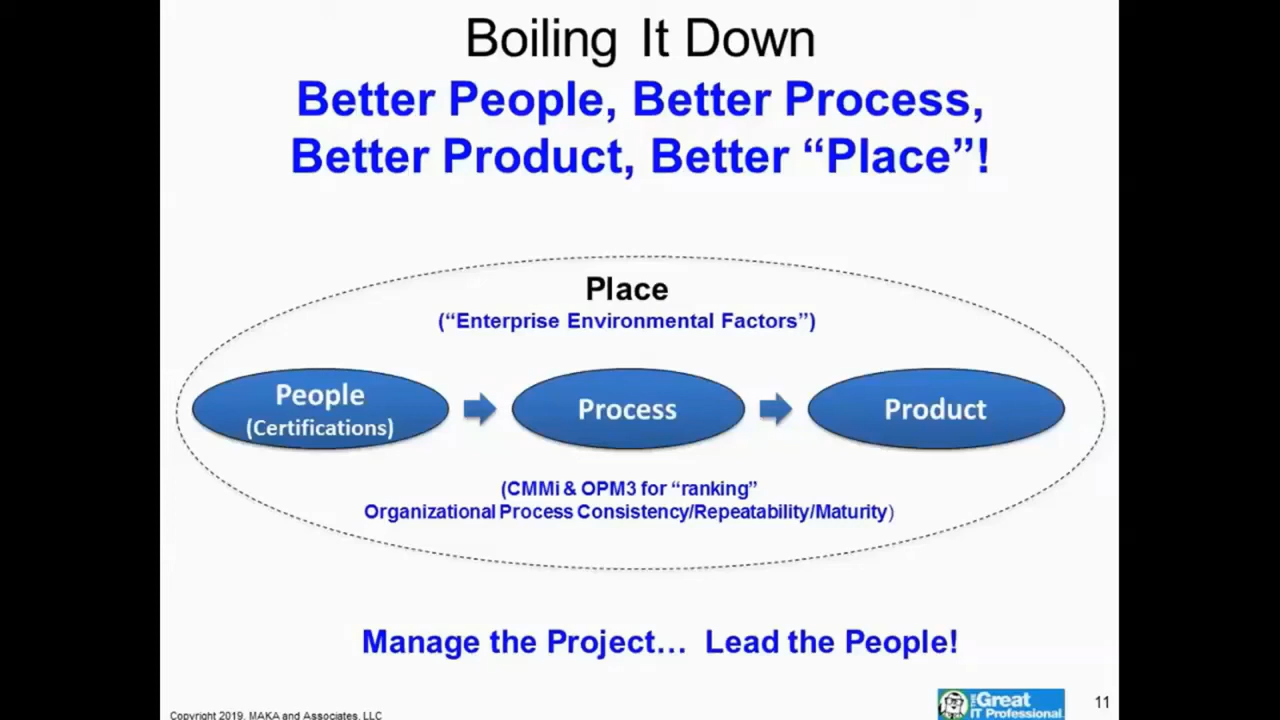 Boiling It Down
Better People, Better Process,
Better Product, Better “Place”!
Place
(“Enterprise Environmental Factors”)
People
(Certifications)
Process
Product
(CMMi & OPM3 for “ranking”
Organizational Process Consistency/Repeatability/Maturity)
Manage the Project… Lead the People!
Copyright 2019, MAKA and Associates, LLC
THE Great
IT Professional
11